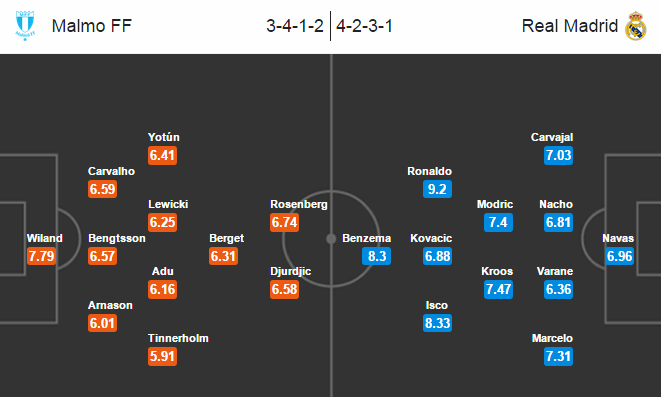 Malmo FF
3-4-1-2
4-2-3-1
Real Madrid
Yotún
6.41
Carvajal
7.03
Carvalho
6.59
Ronaldo
9.2
Lewicki
6.25
Rosenberg
6.74
Modric
7.4
Nacho
6.81
Wiland
7.79
Bengtsson
6.57
Berget
6.31
Benzema
8.3
Kovacic
6.88
Navas
6.96
Adu
6.16
Djurdjic
6.58
Kroos
7.47
Varane
6.36
Arnason
6.01
Isco
8.33
Tinnerholm
5.91
Marcelo
7.31